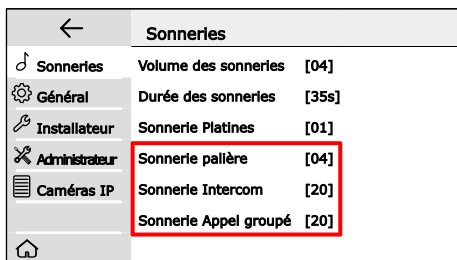 Sonneries
Sonneries
Général
Installateur
Administrateur
Caméras IP
Volume des sonneries [04]
Durée des sonneries [35s]
Sonnerie Platines [01]
Sonnerie palière [04]
Sonnerie Intercom [20]
Sonnerie Appel groupé [20]